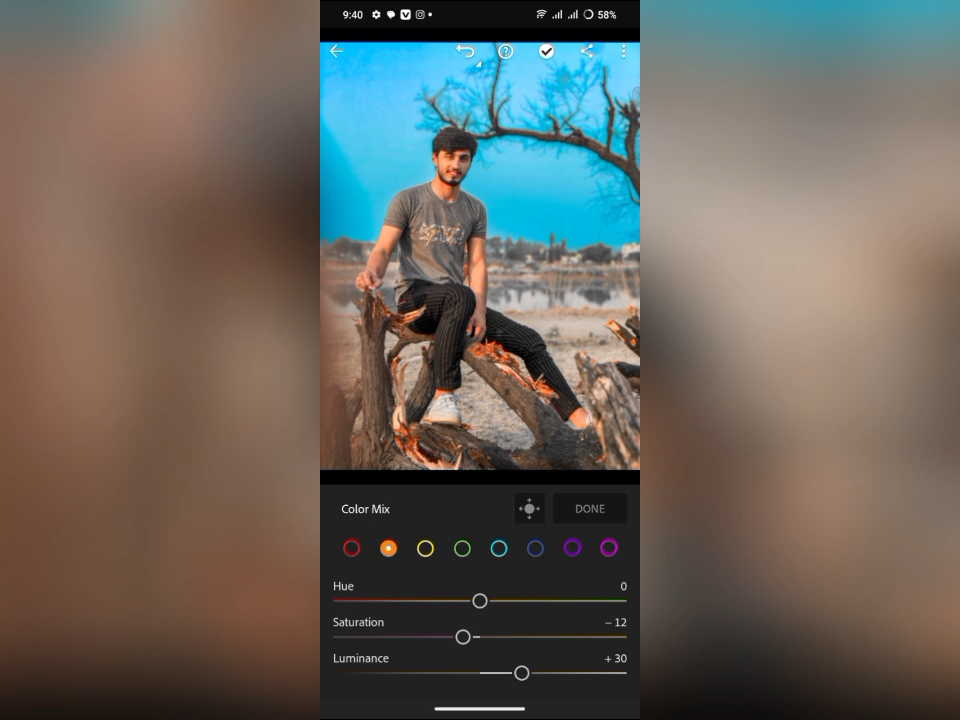 9:40
58%
Color Mix
DONE
Hue
0
Saturation
– 12
Luminance
+ 30